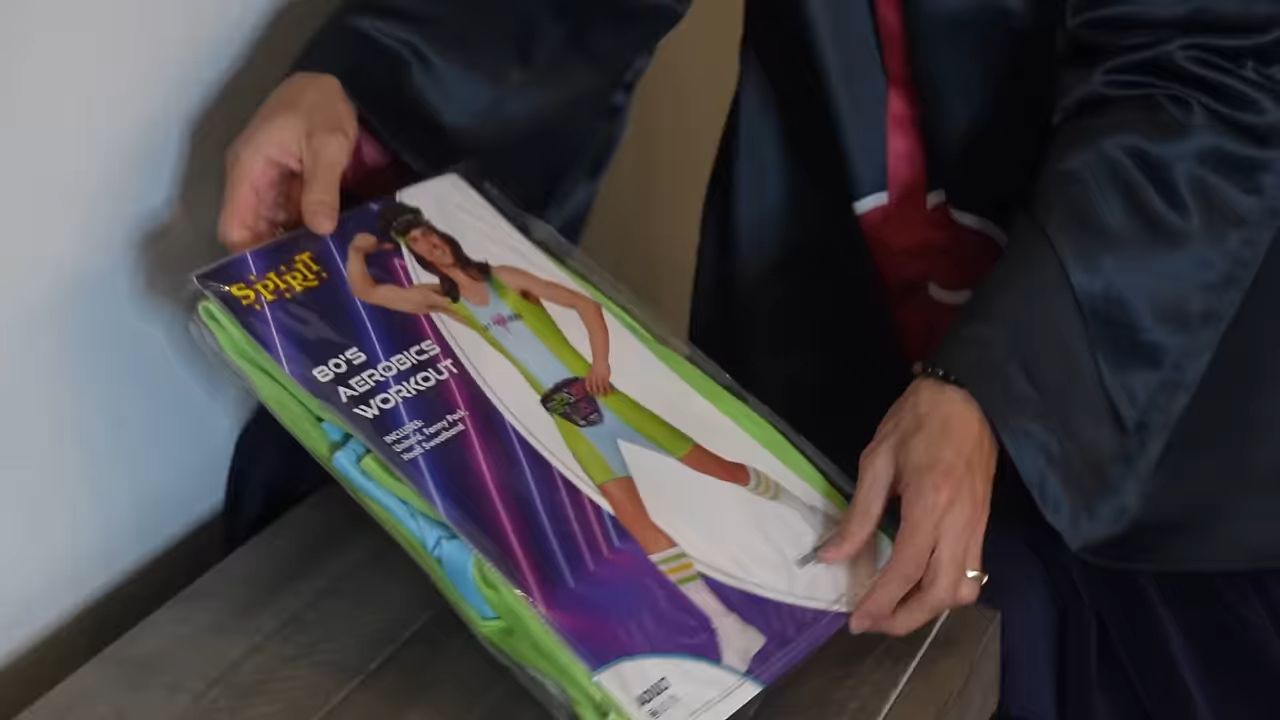 SPIRIT
80'S
AEROBICS
WORKOUT
INCLUDES:
Unitard, Fanny Pack,
Head Sweatband